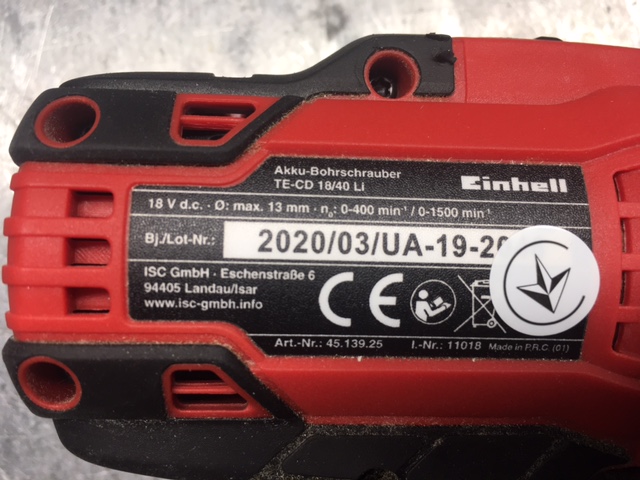 Akku-Bohrschrauber
TE-CD 18/40 Li
Einhell
18 V d.c. · Ø: max. 13 mm · n₀: 0-400 min⁻¹ / 0-1500 min⁻¹
Bj./Lot-Nr.: 2020/03/UA-19-20
ISC GmbH · Eschenstraße 6
94405 Landau/Isar
www.isc-gmbh.info
CE
Art.-Nr.: 45.139.25 I.-Nr.: 11018 Made in P.R.C. (01)